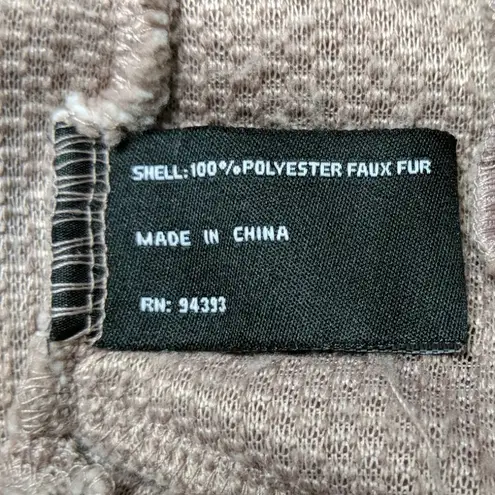 SHELL:100%POLYESTER FAUX FUR
MADE IN CHINA
RN: 94393